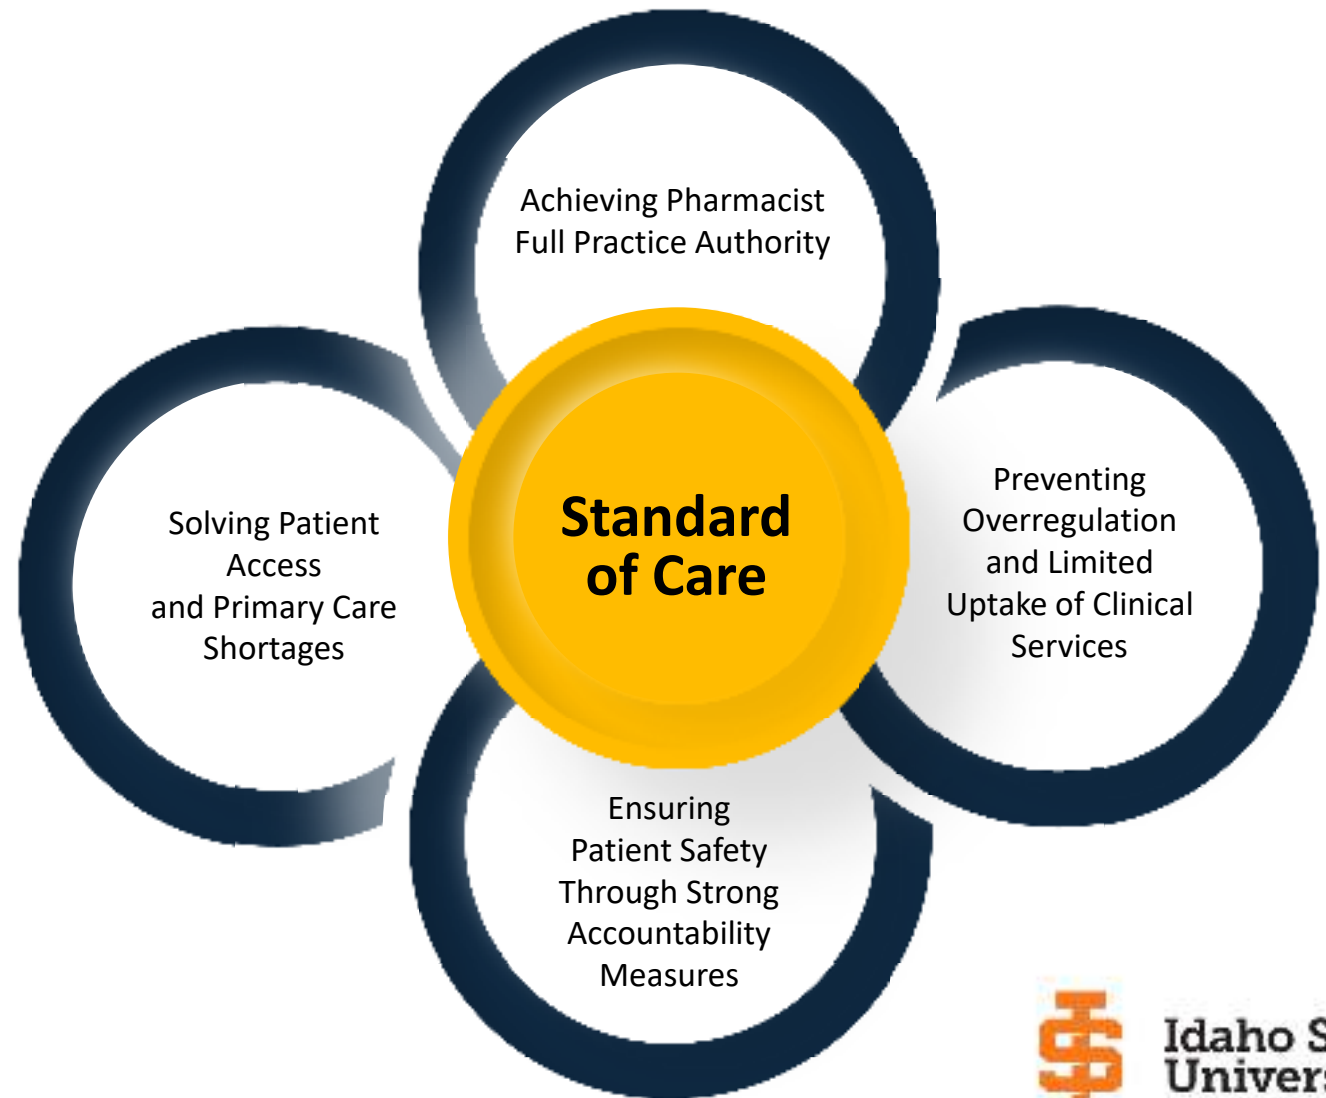 Achieving Pharmacist
Full Practice Authority
Solving Patient
Access
and Primary Care
Shortages
Standard
of Care
Preventing
Overregulation
and Limited
Uptake of Clinical
Services
Ensuring
Patient Safety
Through Strong
Accountability
Measures
Idaho